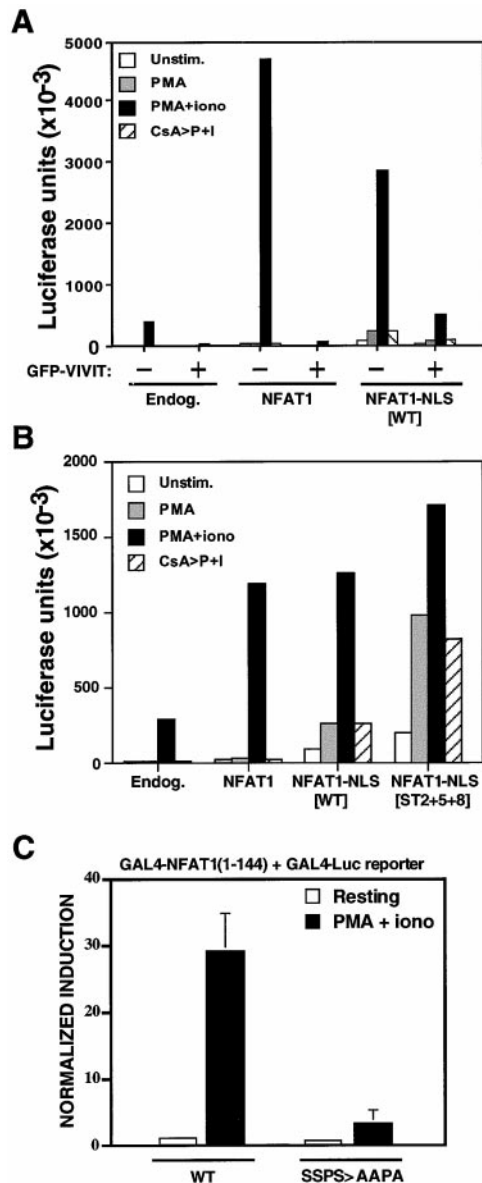 A
Luciferase units (x10-3)
5000
4000
3000
2000
1000
0
Unstim.
PMA
PMA+iono
CsA>P+I
GFP-VIVIT: − + − + − +
Endog. NFAT1 NFAT1-NLS
[WT]
B
Luciferase units (x10-3)
2000
1500
1000
500
0
Unstim.
PMA
PMA+iono
CsA>P+I
Endog. NFAT1 NFAT1-NLS NFAT1-NLS
[WT] [ST2+5+8]
C
GAL4-NFAT1(1-144) + GAL4-Luc reporter
NORMALIZED INDUCTION
40
30
20
10
0
Resting
PMA + iono
WT SSPS>AAPA